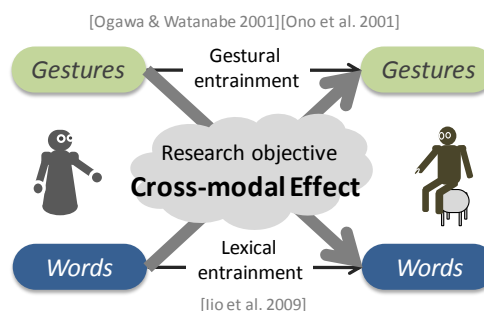 [Ogawa & Watanabe 2001][Ono et al. 2001]
Gestures
Gestural
entrainment
Gestures
Research objective
Cross-modal Effect
Words
Lexical
entrainment
Words
[Iio et al. 2009]